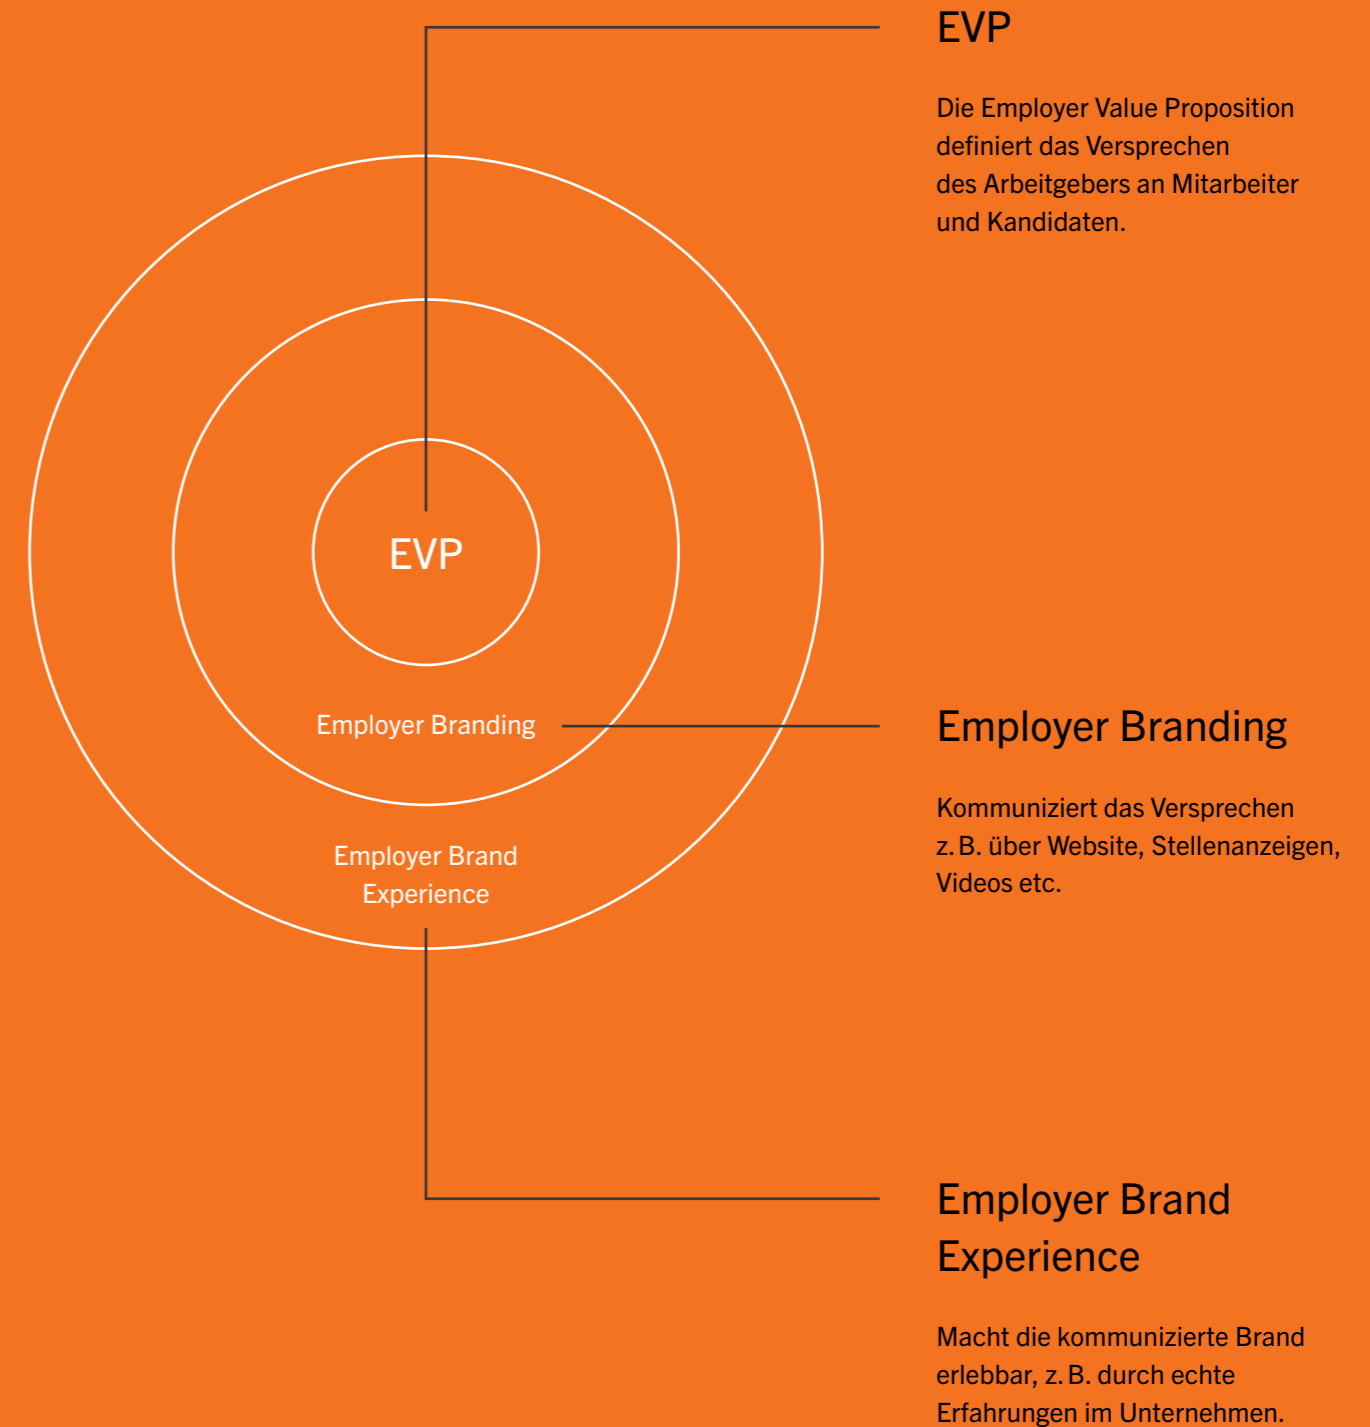 EVP
Die Employer Value Proposition
definiert das Versprechen
des Arbeitgebers an Mitarbeiter
und Kandidaten.
EVP
Employer Branding
Employer Branding
Kommuniziert das Versprechen
z. B. über Website, Stellenanzeigen,
Videos etc.
Employer Brand
Experience
Employer Brand
Experience
Macht die kommunizierte Brand
erlebbar, z. B. durch echte
Erfahrungen im Unternehmen.